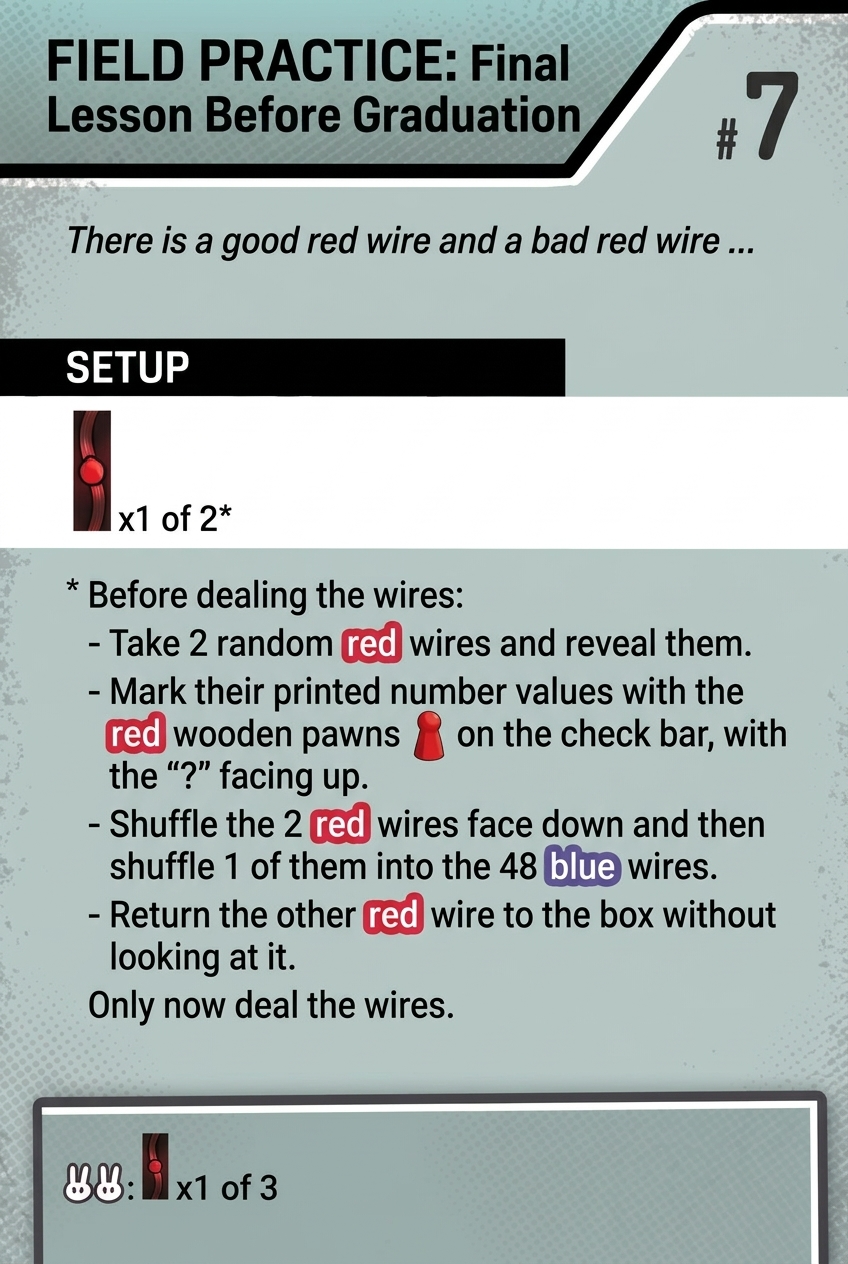 FIELD PRACTICE: Final
Lesson Before Graduation
#7
There is a good red wire and a bad red wire ...
SETUP
x1 of 2*
* Before dealing the wires:
- Take 2 random red wires and reveal them.
- Mark their printed number values with the
red wooden pawns on the check bar, with
the “?” facing up.
- Shuffle the 2 red wires face down and then
shuffle 1 of them into the 48 blue wires.
- Return the other red wire to the box without
looking at it.
Only now deal the wires.
: x1 of 3